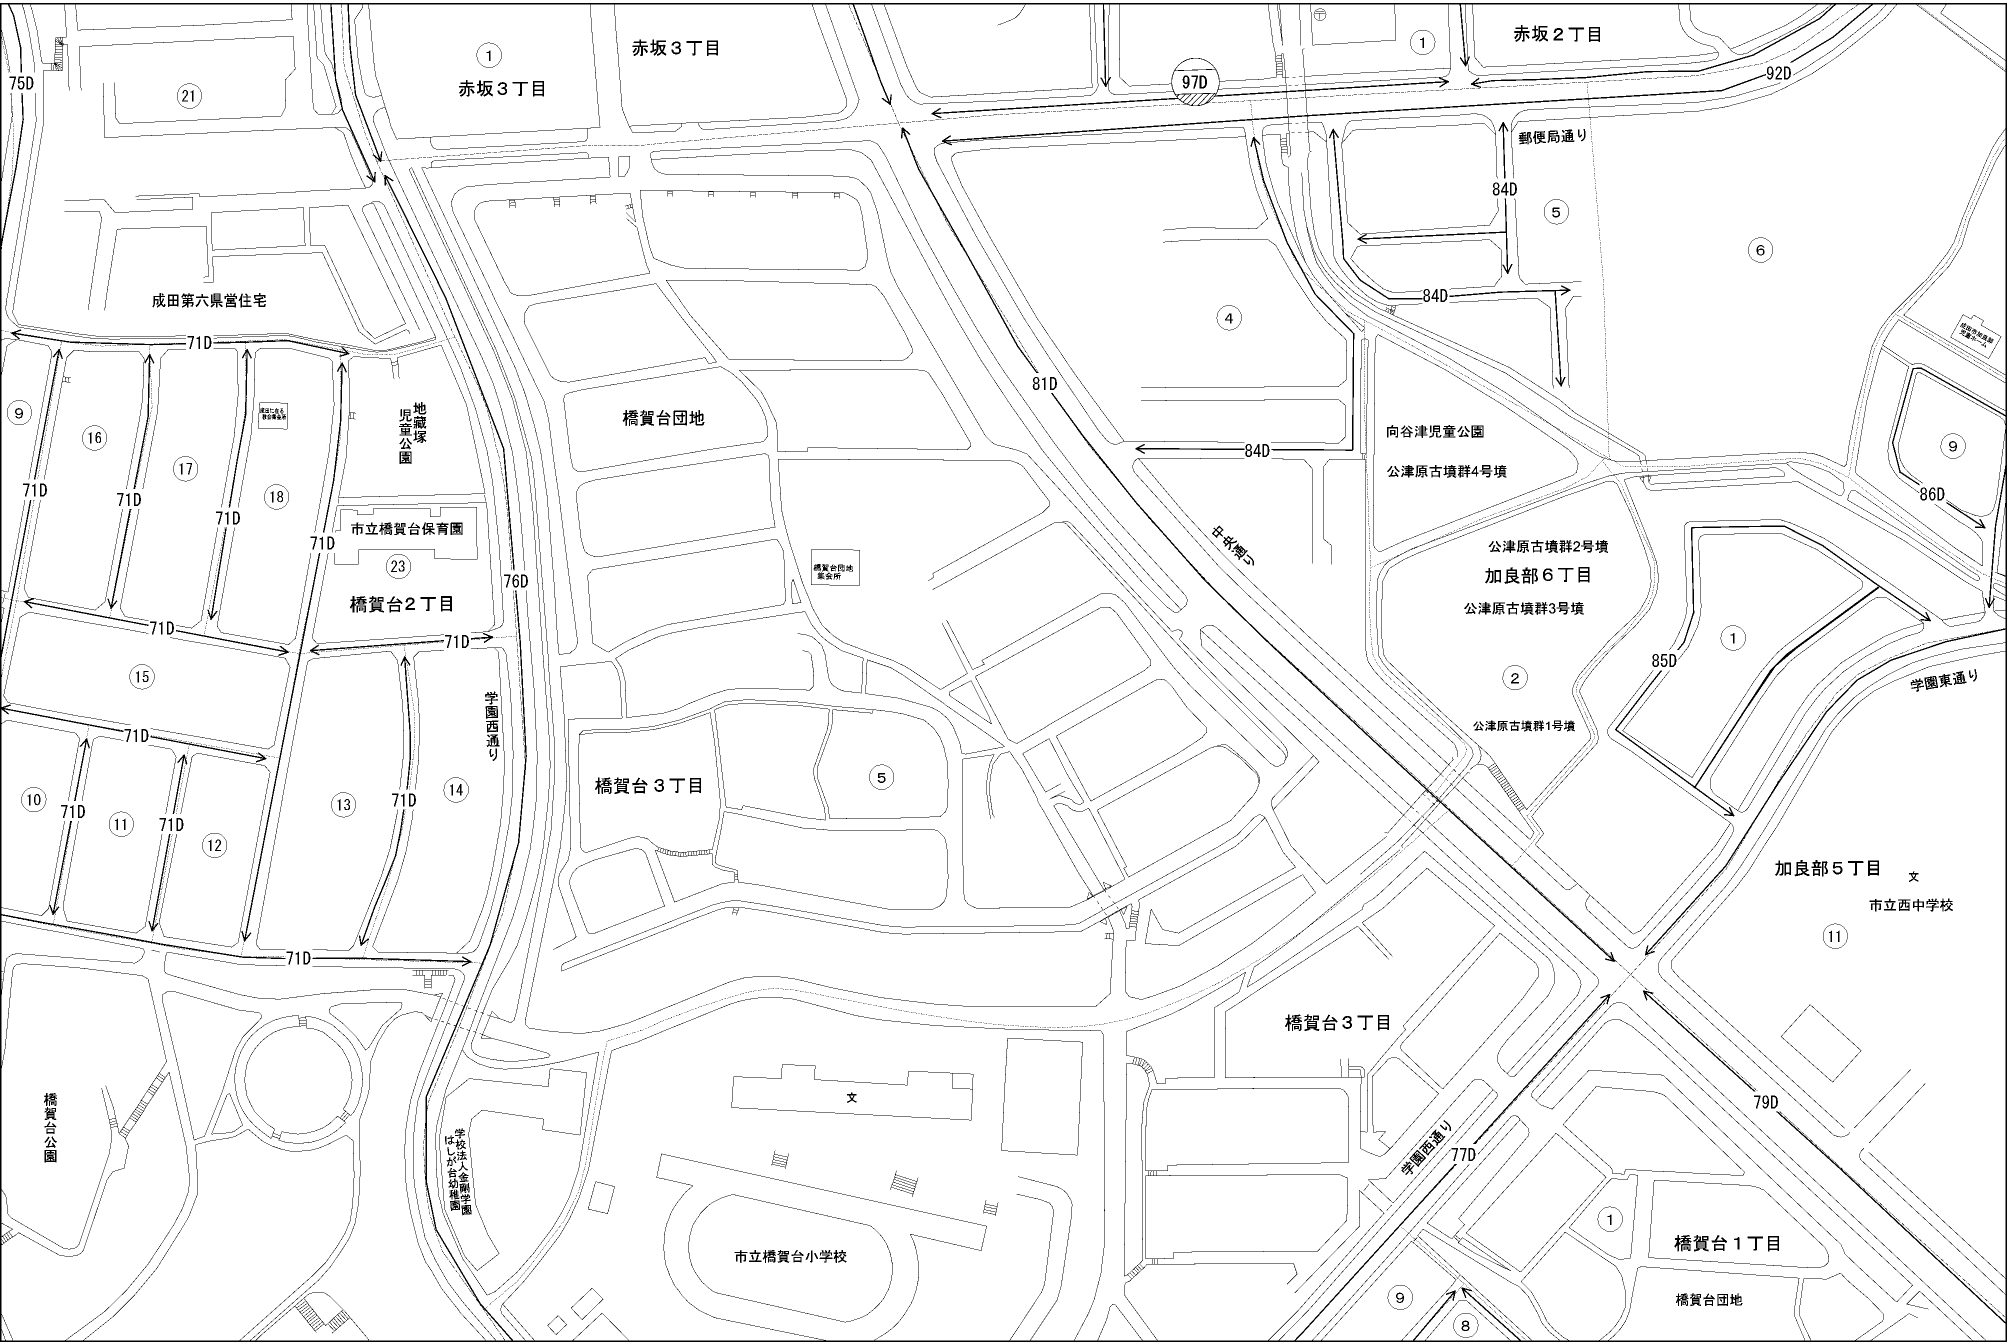 赤坂３丁目
①
赤坂３丁目
①
赤坂２丁目
75D
㉑
97D
92D
郵便局通り
84D
⑤
⑥
成田第六県営住宅
84D
④
71D
81D
⑨
⑯
地蔵塚
児童公園
橋賀台団地
向谷津児童公園
⑨
⑰
84D
公津原古墳群4号墳
71D
71D
⑱
71D
86D
市立橋賀台保育園
71D
中央通り
公津原古墳群2号墳
㉓
橋賀台団地
集会所
加良部６丁目
76D
橋賀台２丁目
公津原古墳群3号墳
71D
71D
①
85D
⑮
②
学園東通り
学園西通り
公津原古墳群1号墳
71D
橋賀台３丁目
⑤
⑩
71D
⑪
71D
⑫
⑬
71D
⑭
加良部５丁目
文
市立西中学校
⑪
71D
橋賀台３丁目
橋賀台公園
文
79D
学校法人金剛学園
はしが台幼稚園
学園西通り
77D
①
橋賀台１丁目
市立橋賀台小学校
⑨
橋賀台団地
⑧